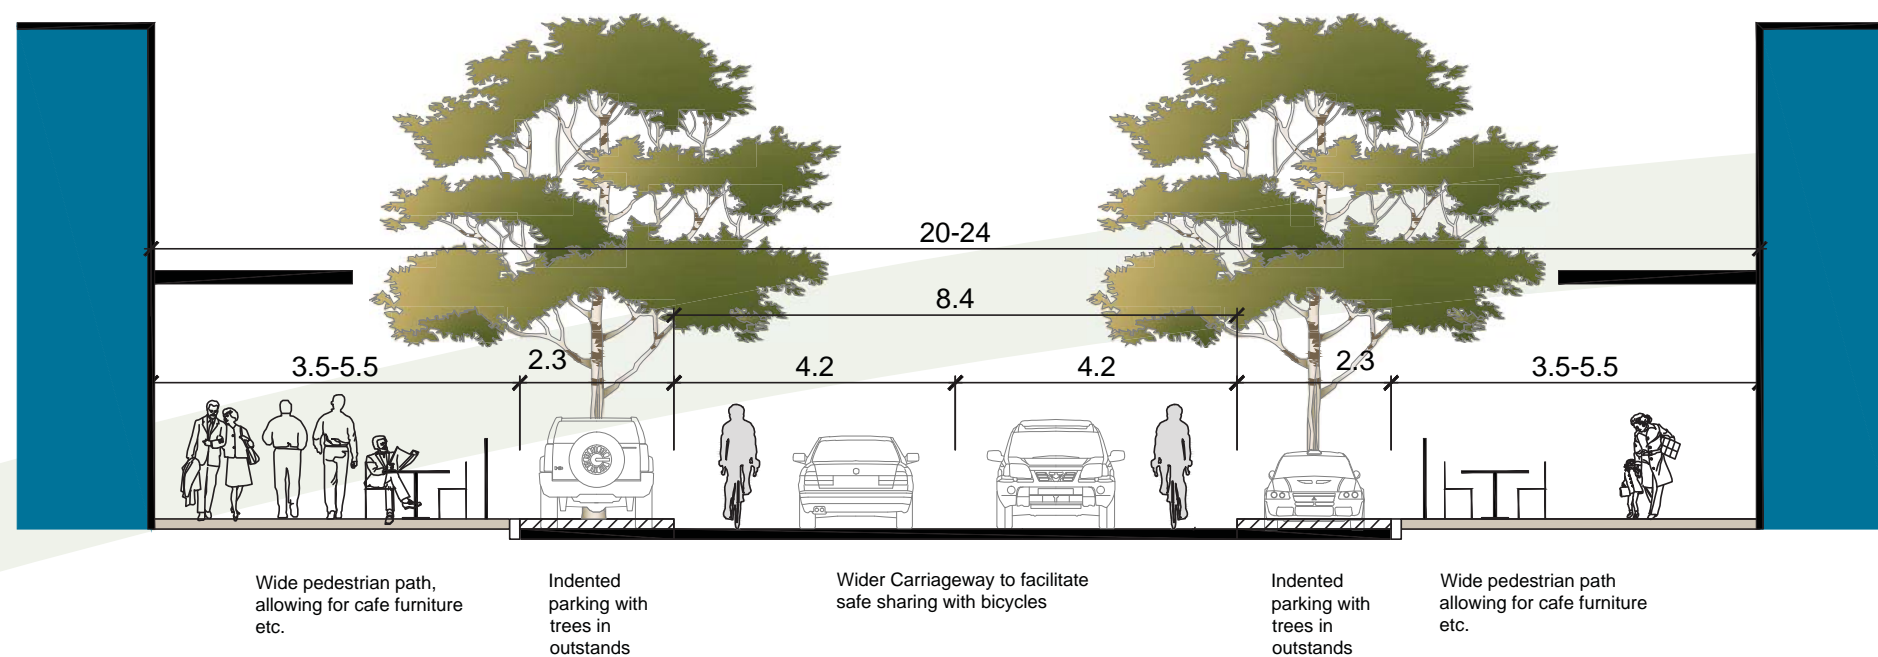 20-24
8.4
3.5-5.5
2.3
4.2
4.2
2.3
3.5-5.5
Wide pedestrian path,
allowing for cafe furniture
etc.
Indented
parking with
trees in
outstands
Wider Carriageway to facilitate
safe sharing with bicycles
Indented
parking with
trees in
outstands
Wide pedestrian path
allowing for cafe furniture
etc.